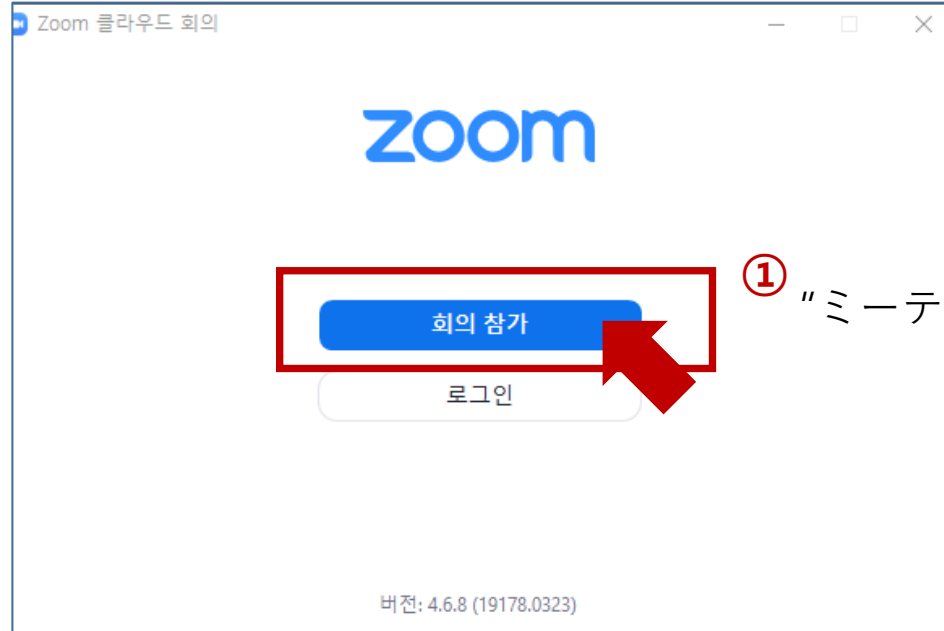 Zoom 클라우드 회의
zoom
① "ミーテ
회의 참가
로그인
버전: 4.6.8 (19178.0323)